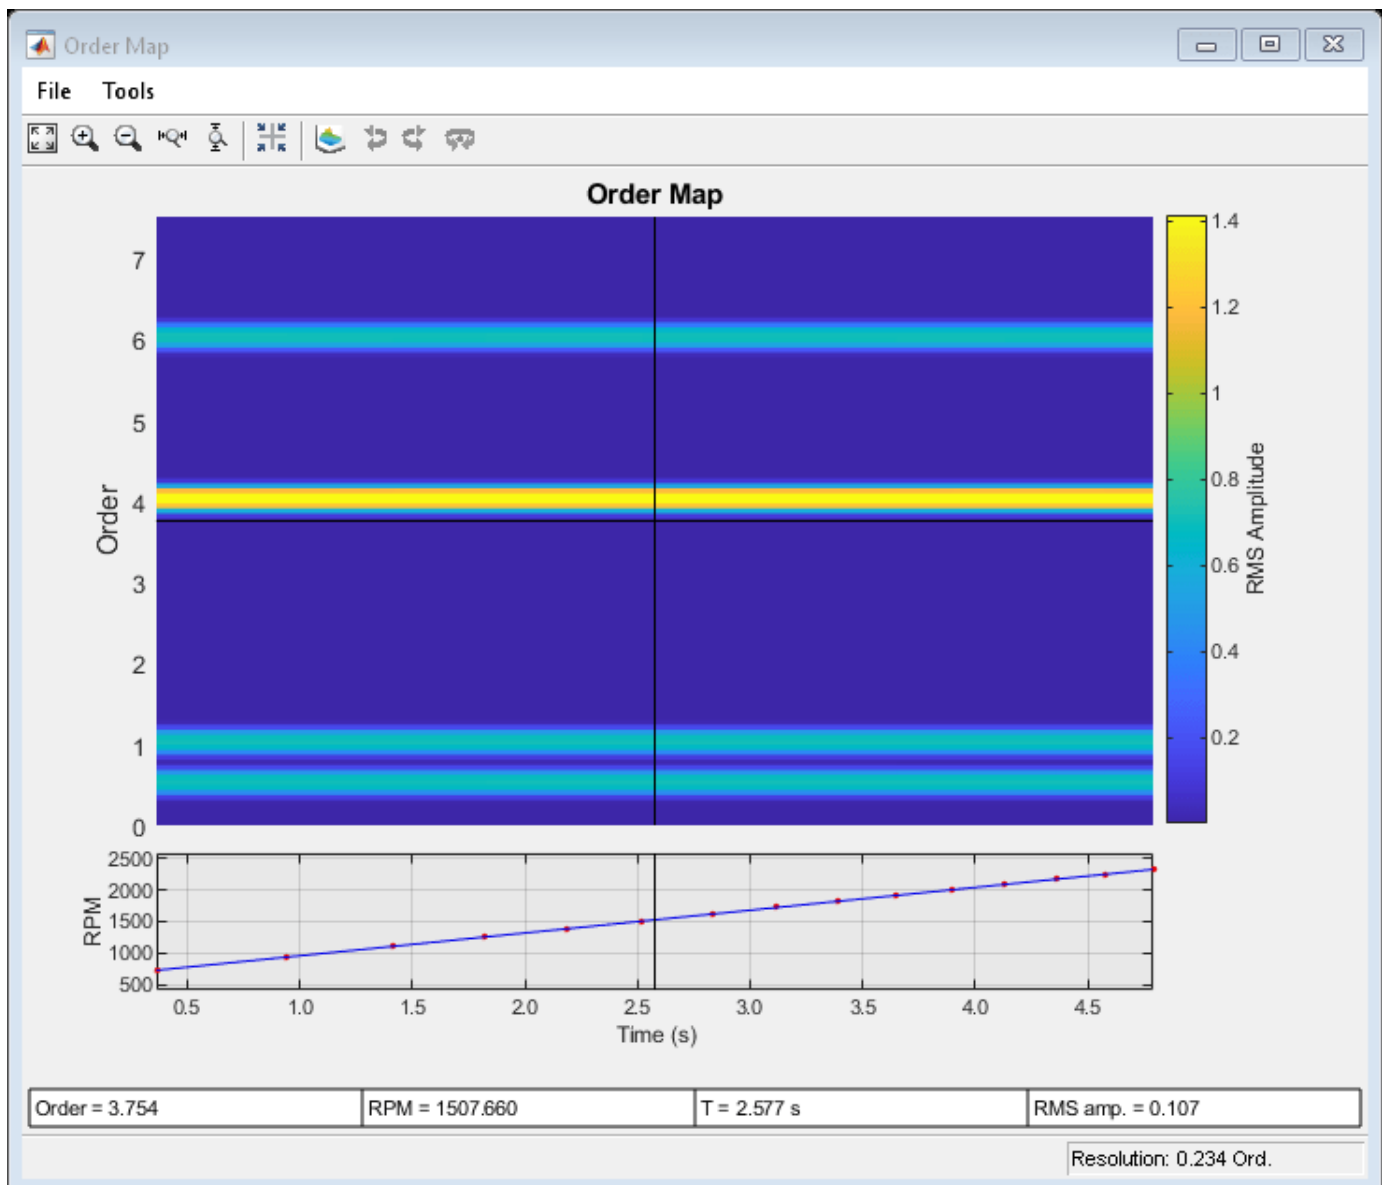 Order Map
File Tools
Order Map
7
6
5
4
3
2
1
0
Order
1.4
1.2
1
0.8
0.6
0.4
0.2
RMS Amplitude
2500
2000
1500
1000
500
RPM
0.5 1.0 1.5 2.0 2.5 3.0 3.5 4.0 4.5
Time (s)
Order = 3.754 RPM = 1507.660 T = 2.577 s RMS amp. = 0.107
Resolution: 0.234 Ord.